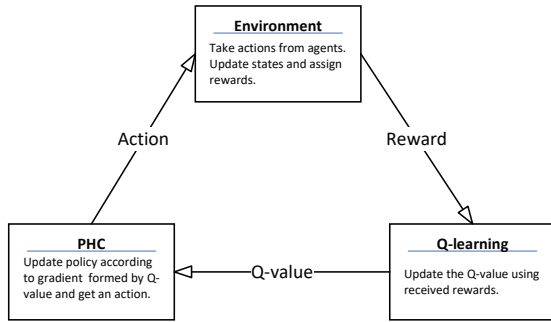 Environment
Take actions from agents.
Update states and assign
rewards.
Action
Reward
PHC
Update policy according
to gradient formed by Q-
value and get an action.
Q-value
Q-learning
Update the Q-value using
received rewards.